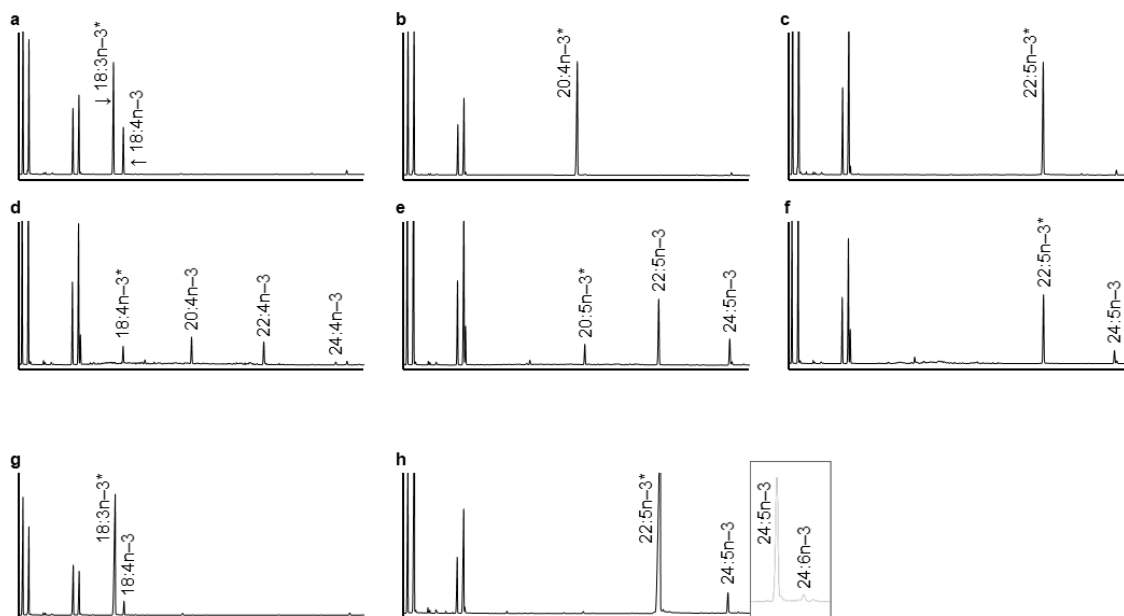 a
18:3n–3*
↓
18:4n–3
↑
b
20:4n–3*
c
22:5n–3*
d
18:4n–3*
20:4n–3
22:4n–3
24:4n–3
e
20:5n–3*
22:5n–3
24:5n–3
f
22:5n–3*
24:5n–3
g
18:3n–3*
18:4n–3
h
22:5n–3*
24:5n–3
24:5n–3
24:6n–3